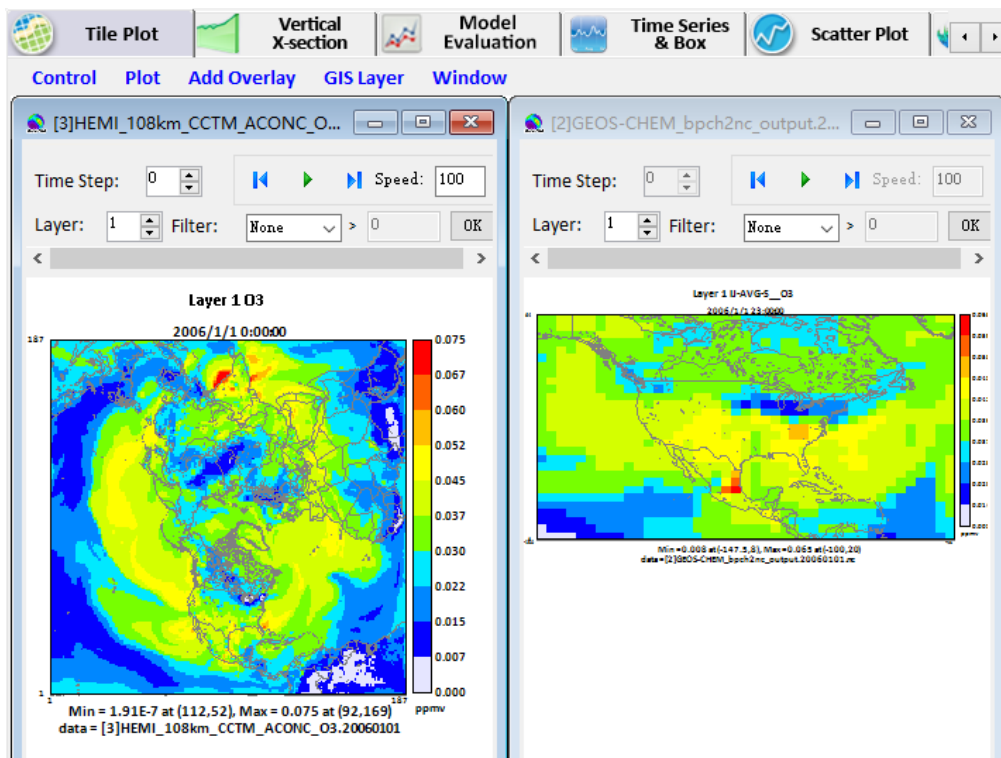 Tile Plot
Vertical
X-section
Model
Evaluation
Time Series
& Box
Scatter Plot
Control Plot Add Overlay GIS Layer Window
[3]HEMI_108km_CCTM_ACONC_O...
Time Step: 0 Speed: 100
Layer: 1 Filter: None > 0 OK
Layer 1 O3
2006/1/1 0:00:00
187
0.075
0.067
0.060
0.052
0.045
0.037
0.030
0.022
0.015
0.007
0.000
ppmv
1
1 187
Min = 1.91E-7 at (112,52), Max = 0.075 at (92,169)
data = [3]HEMI_108km_CCTM_ACONC_O3.20060101
[2]GEOS-CHEM_bpch2nc_output.2...
Time Step: 0 Speed: 100
Layer: 1 Filter: None > 0 OK
Layer 1 IJ-AVG-S__O3
2006/1/1 23:00:00
ppmv
Min = 0.008 at (-147.5,8), Max = 0.065 at (-100,20)
data = [2]GEOS-CHEM_bpch2nc_output.20060101.nc